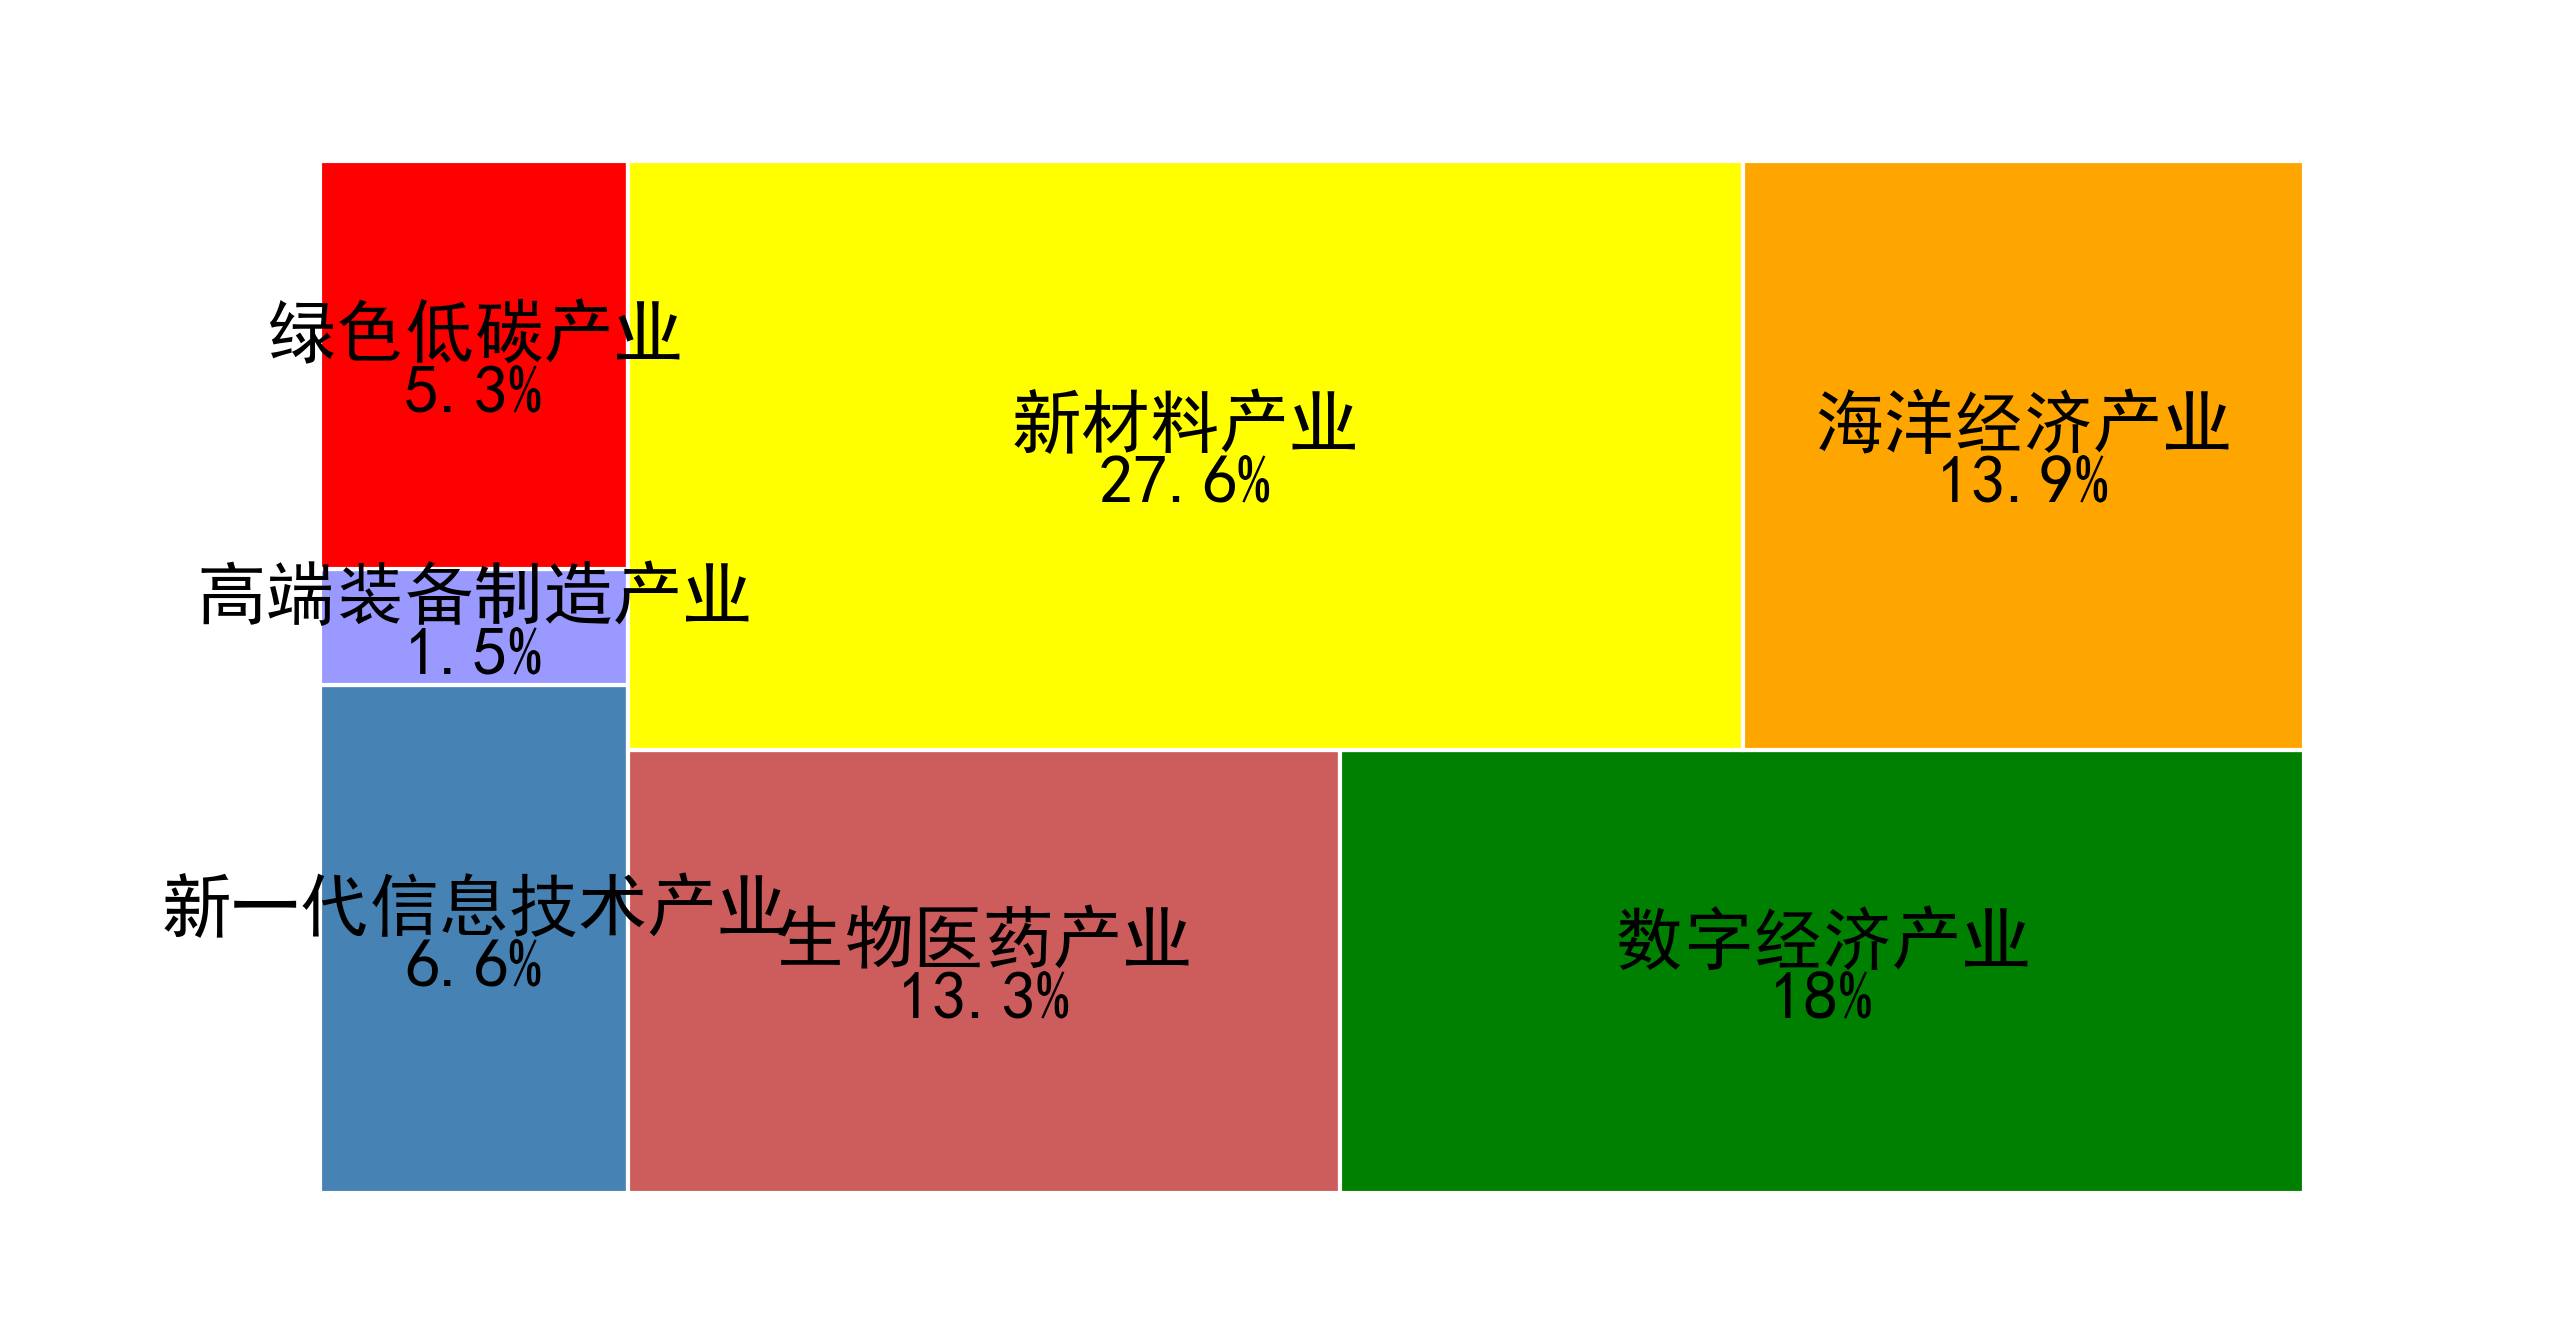 绿色低碳产业
5.3%
新材料产业
27.6%
海洋经济产业
13.9%
高端装备制造产业
1.5%
新一代信息技术产业
6.6%
生物医药产业
13.3%
数字经济产业
18%